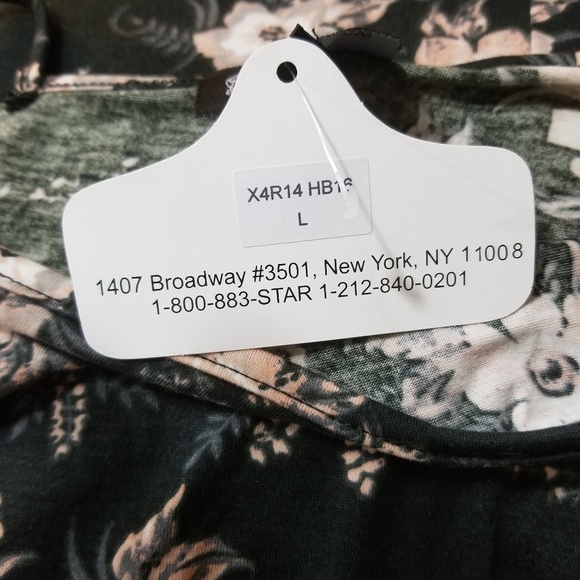 X4R14 HB16
L
1407 Broadway #3501, New York, NY 11008
1-800-883-STAR 1-212-840-0201